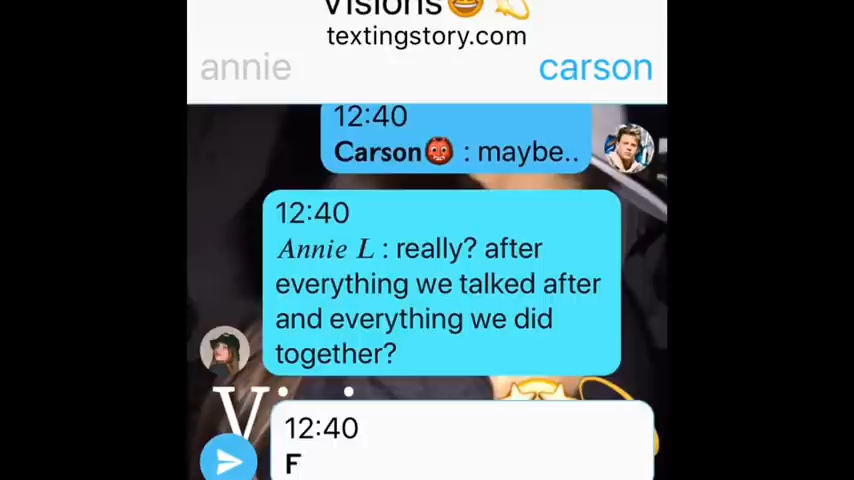 Visions🤩💫
textingstory.com
annie
carson
12:40
Carson👹 : maybe..
12:40
Annie L : really? after
everything we talked after
and everything we did
together?
12:40
F